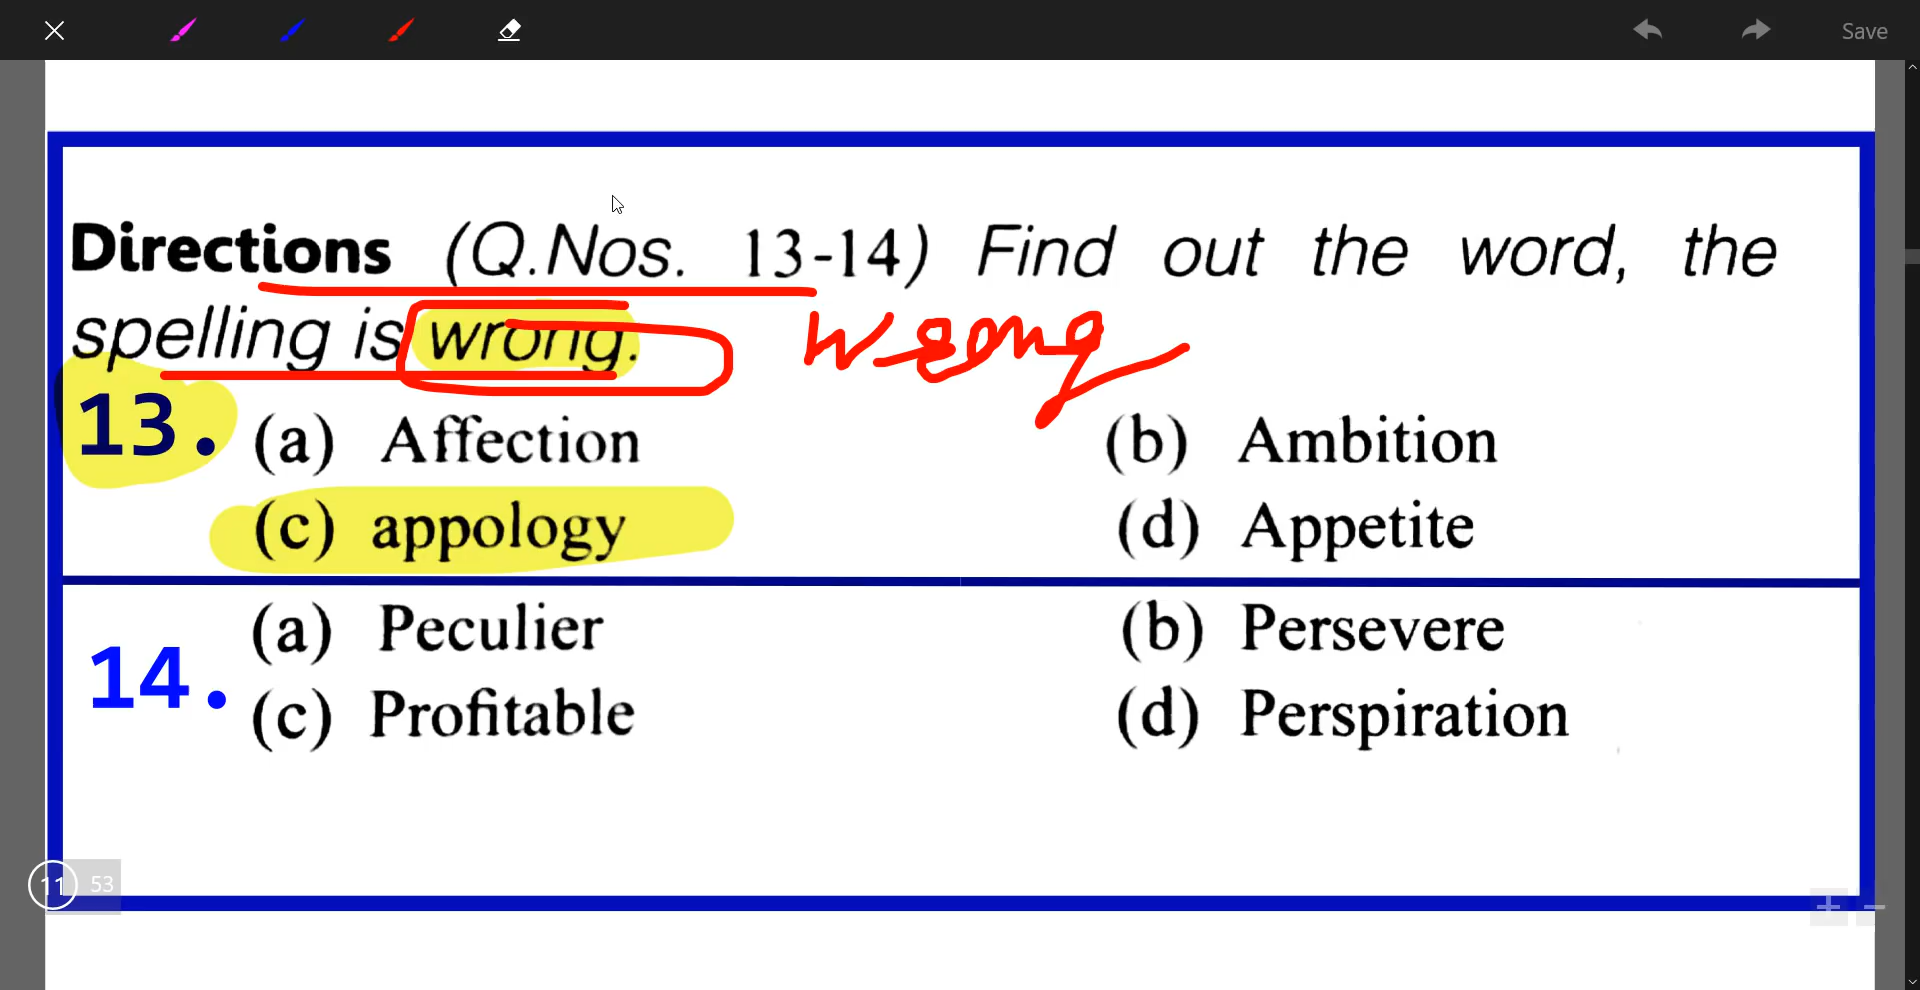 Save
Directions (Q.Nos. 13-14) Find out the word, the
spelling is wrong. wrong
13. (a) Affection (b) Ambition
(c) appology (d) Appetite
14. (a) Peculier (b) Persevere
(c) Profitable (d) Perspiration
11 53